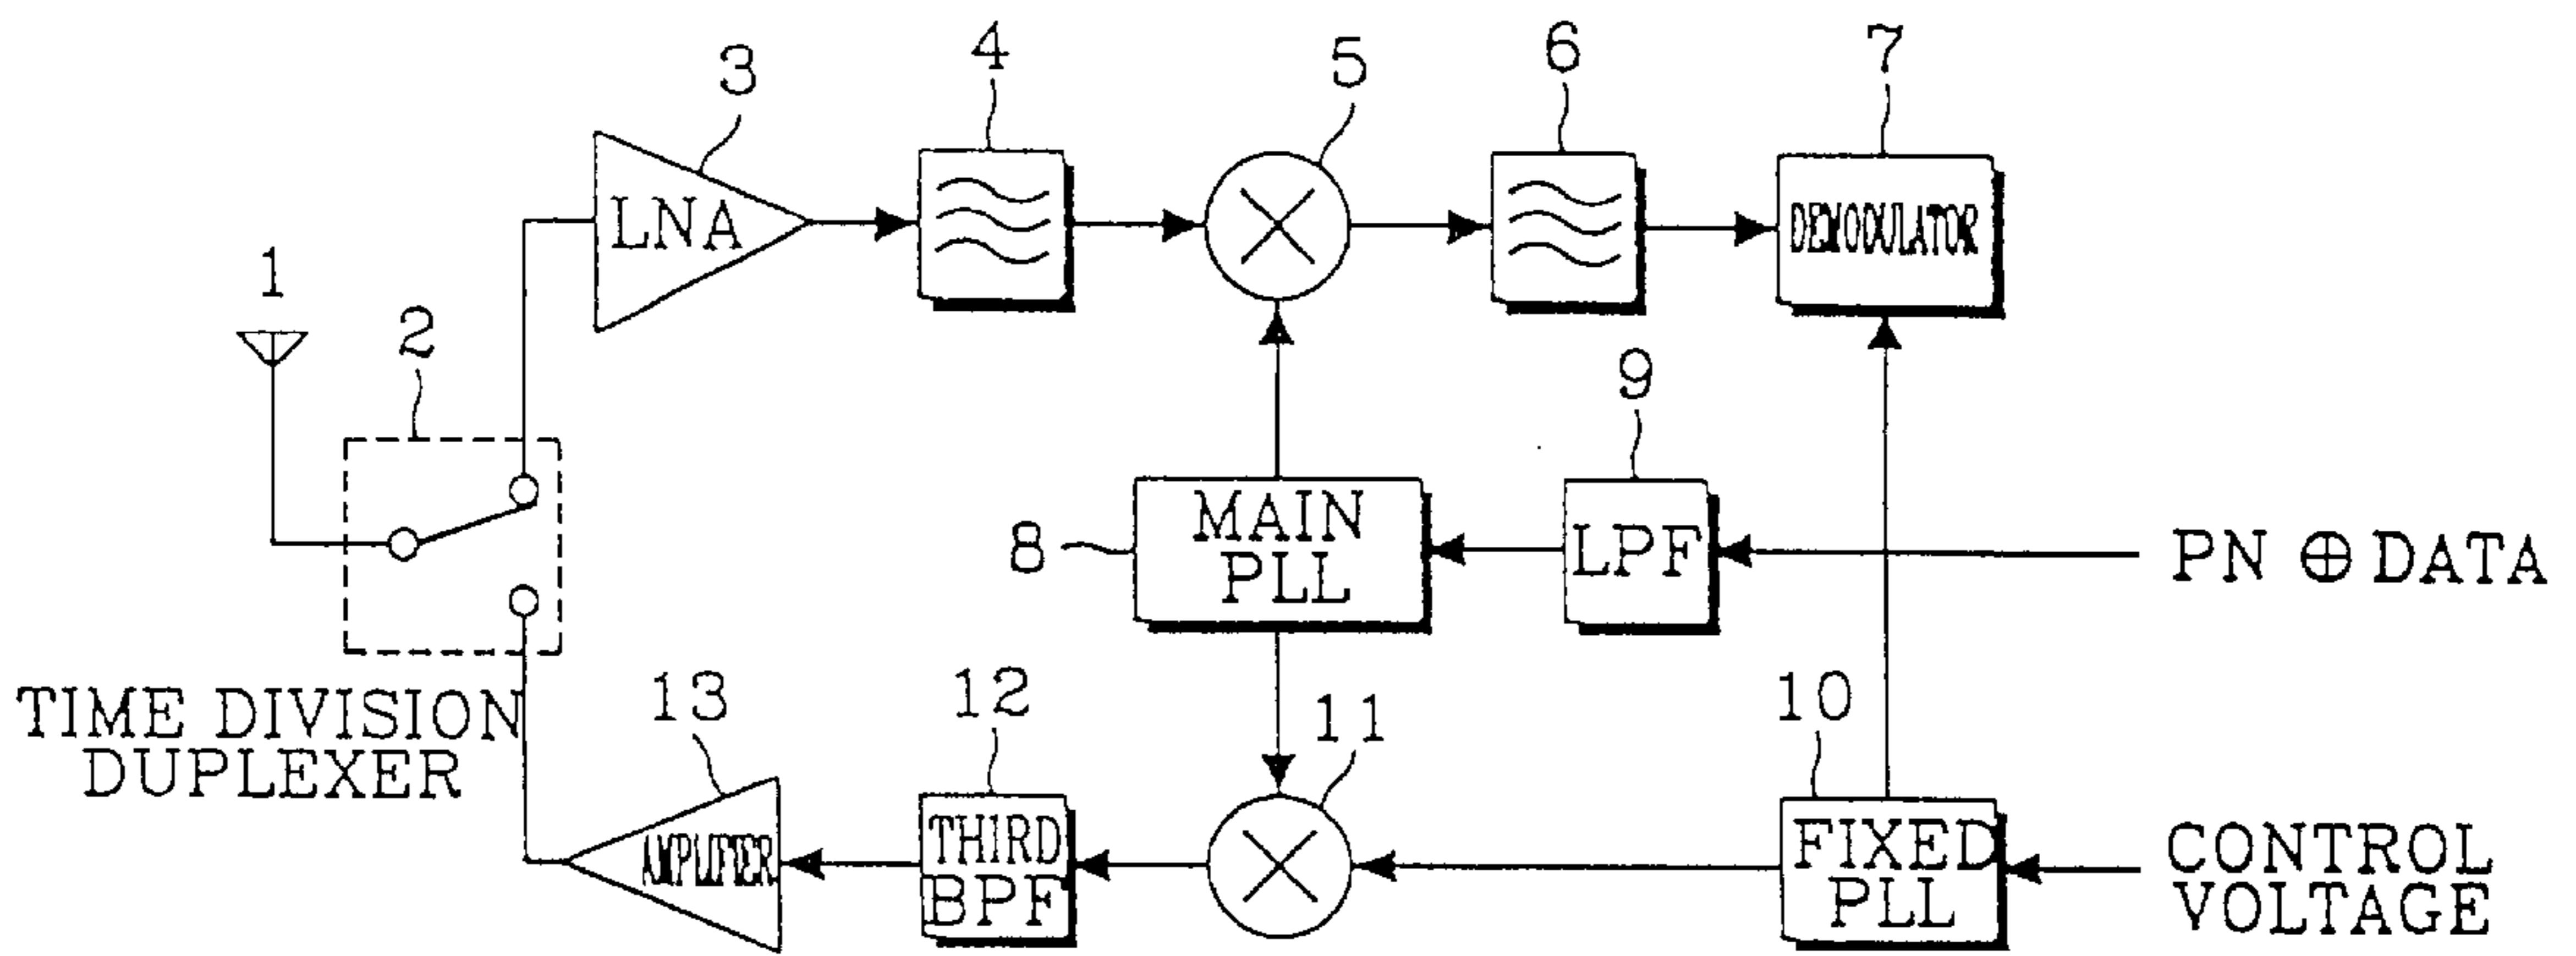 3
4
5
6
7
LNA
DEMODULATOR
1
2
9
8
MAIN
PLL
LPF
PN ⊕ DATA
TIME DIVISION
DUPLEXER
13
12
11
10
AMPLIFIER
THIRD
BPF
FIXED
PLL
CONTROL
VOLTAGE